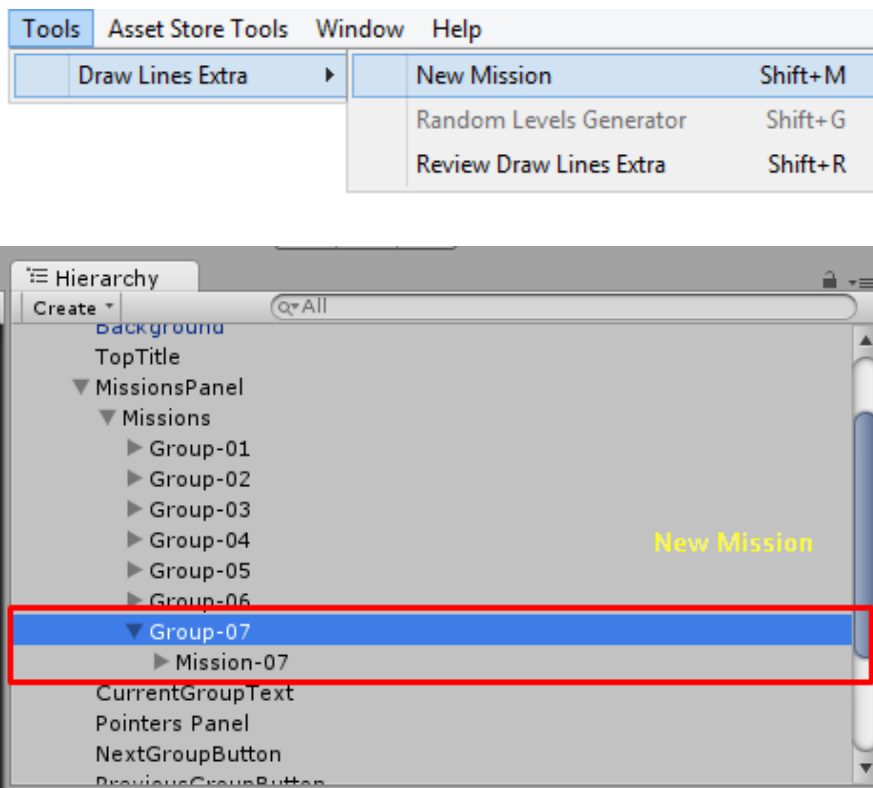 Tools Asset Store Tools Window Help
Draw Lines Extra New Mission Shift+M
Random Levels Generator Shift+G
Review Draw Lines Extra Shift+R
Hierarchy
Create All
Background
TopTitle
MissionsPanel
Missions
Group-01
Group-02
Group-03
Group-04
New Mission
Group-05
Group-06
Group-07
Mission-07
CurrentGroupText
Pointers Panel
NextGroupButton
PreviousGroupButton